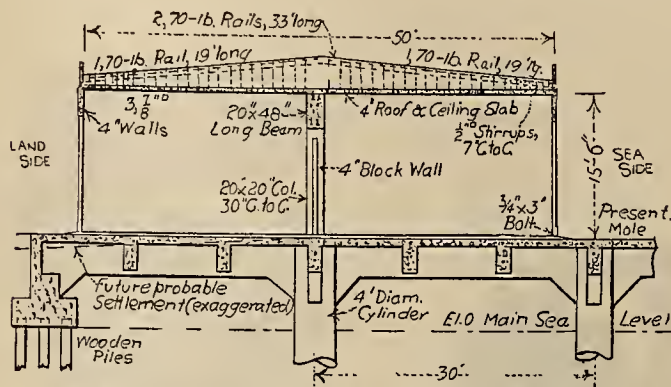 2, 70-lb. Rails, 33' long
50'
1, 70-lb Rail, 19' long
1, 70-lb. Rail, 19' lg.
3, 7/8"▫
20"x48"
Long Beam
4" Roof & Ceiling Slab
1/2"▫ Stirrups,
7" C. to C.
4" Walls
LAND
SIDE
4" Block Wall
15'-6"
SEA
SIDE
20"x20" Col.
30" C. to C.
3/4" x 3"
Bolt
Present
Mole
Future probable
Settlement (exaggerated)
4' Diam.
Cylinder
El. 0 Main Sea Level
Wooden
Piles
30'